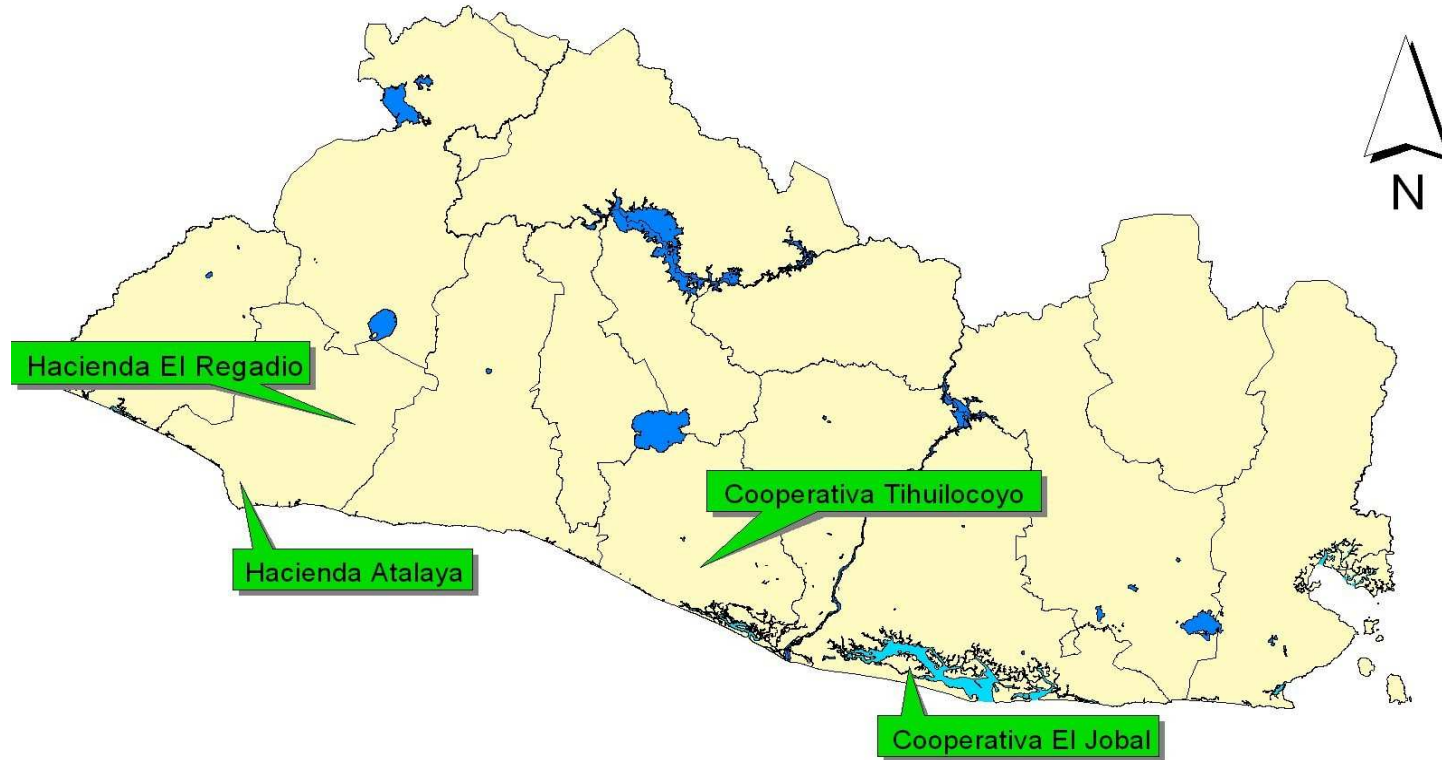 N
Hacienda El Regadio
Cooperativa Tihuilocoyo
Hacienda Atalaya
Cooperativa El Jobal